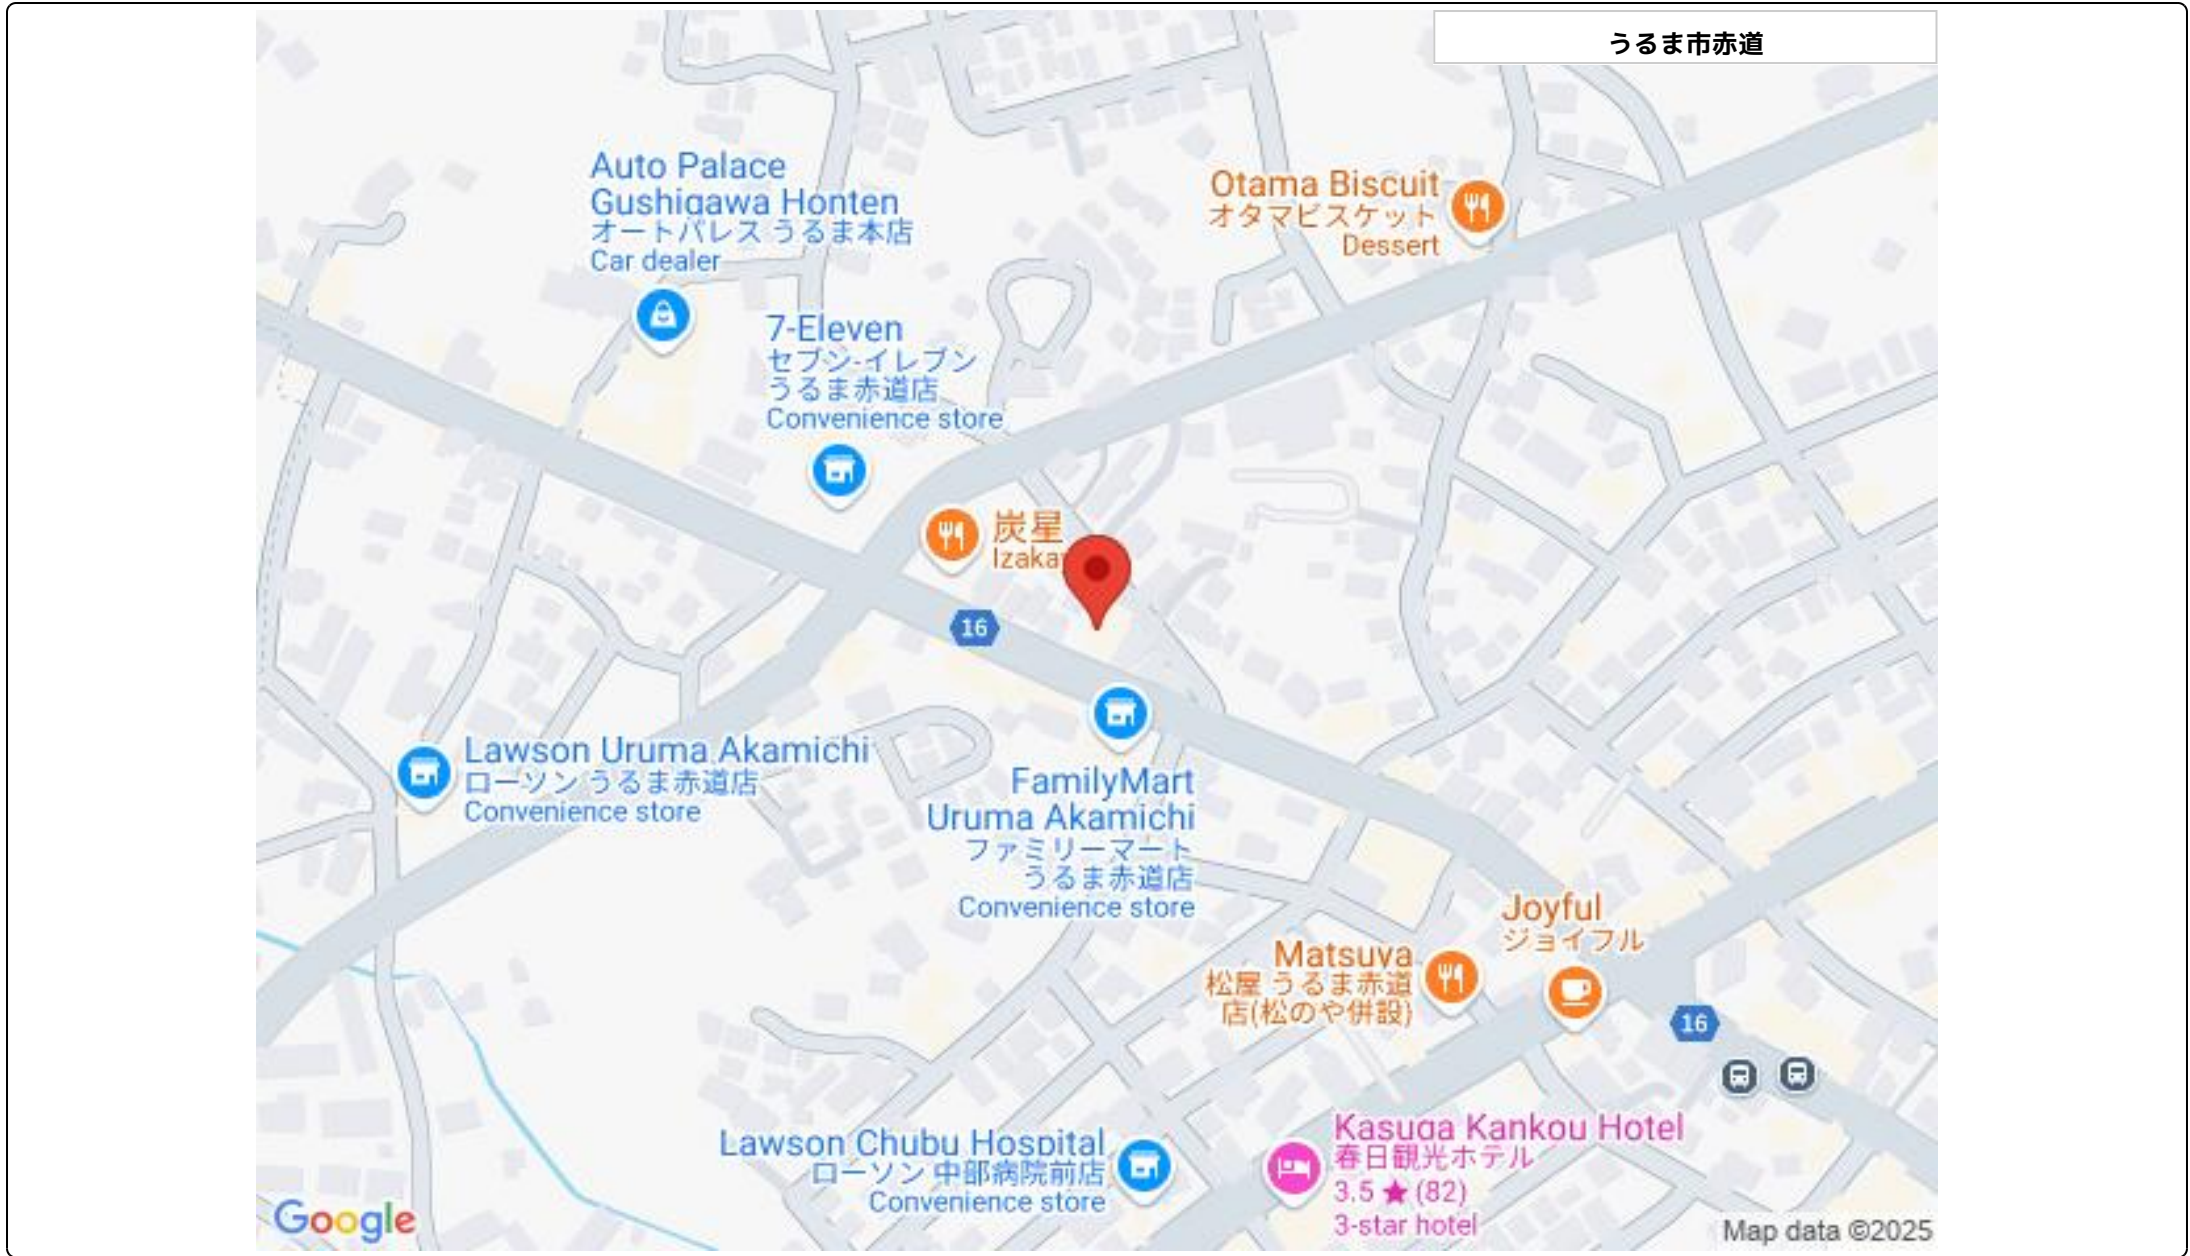 うるま市赤道
Auto Palace
Gushigawa Honten
オートパレス うるま本店
Car dealer
Otama Biscuit
オタマビスケット
Dessert
7-Eleven
セブン-イレブン
うるま赤道店
Convenience store
炭星
Izaka
16
Lawson Uruma Akamichi
ローソン うるま赤道店
Convenience store
FamilyMart
Uruma Akamichi
ファミリーマート
うるま赤道店
Convenience store
Joyful
ジョイフル
Matsuya
松屋 うるま赤道
店(松のや併設)
16
Lawson Chubu Hospital
ローソン 中部病院前店
Convenience store
Kasuga Kankou Hotel
春日観光ホテル
3.5 ★ (82)
3-star hotel
Google
Map data ©2025